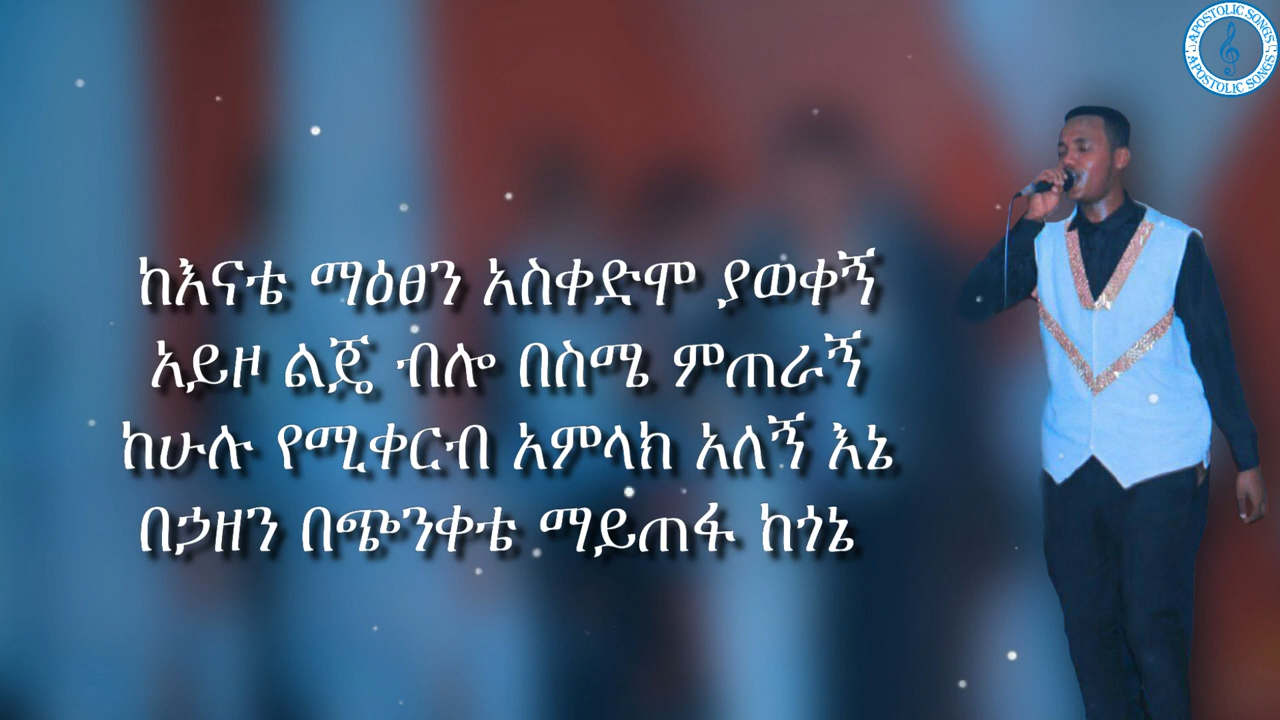 APOSTOLIC SONGS
APOSTOLIC SONGS
ከእናቴ ማዕፀን አስቀድሞ ያወቀኝ
አይዞ ልጄ ብሎ በስሜ ምጠራኝ
ከሁሉ የሚቀርብ አምላክ አለኝ እኔ
በኃዘን በጭንቀቴ ማይጠፋ ከጎኔ